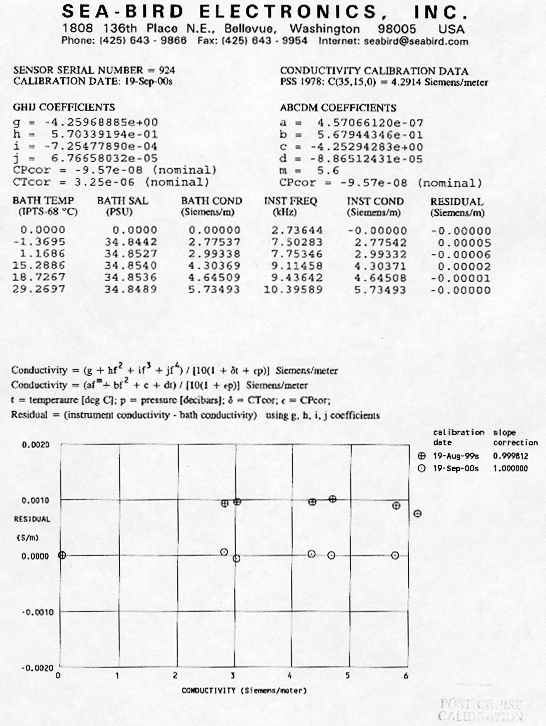 SEA-BIRD ELECTRONICS, INC.
1808 136th Place N.E., Bellevue, Washington 98005 USA
Phone: (425) 643 - 9866 Fax: (425) 643 - 9954 Internet: seabird@seabird.com
SENSOR SERIAL NUMBER = 924
CALIBRATION DATE: 19-Sep-00s
CONDUCTIVITY CALIBRATION DATA
PSS 1978: C(35,15,0) = 4.2914 Siemens/meter
GHIJ COEFFICIENTS
g = -4.25968885e+00
h = 5.70339194e-01
i = -7.25477890e-04
j = 6.76658032e-05
CPcor = -9.57e-08 (nominal)
CTcor = 3.25e-06 (nominal)
ABCDM COEFFICIENTS
a = 4.57066120e-07
b = 5.67944346e-01
c = -4.25294283e+00
d = -8.86512431e-05
m = 5.6
CPcor = -9.57e-08 (nominal)
BATH TEMP BATH SAL BATH COND INST FREQ INST COND RESIDUAL
(IPTS-68 °C) (PSU) (Siemens/m) (kHz) (Siemens/m) (Siemens/m)
0.0000 0.0000 0.00000 2.73644 -0.00000 -0.00000
-1.3695 34.8442 2.77537 7.50283 2.77542 0.00005
1.1686 34.8527 2.99338 7.75346 2.99332 -0.00006
15.2886 34.8540 4.30369 9.11458 4.30371 0.00002
18.7267 34.8536 4.64509 9.43642 4.64508 -0.00001
29.2697 34.8489 5.73493 10.39589 5.73493 -0.00000
Conductivity = (g + hf² + if³ + jf⁴) / [10(1 + δt + εp)] Siemens/meter
Conductivity = (afᵐ + bf² + c + dt) / [10(1 + εp)] Siemens/meter
t = temperature [deg C]; p = pressure [decibars]; δ = CTcor; ε = CPcor;
Residual = (instrument conductivity - bath conductivity) using g, h, i, j coefficients
calibration slope
date correction
19-Aug-99s 0.999812
19-Sep-00s 1.000000
0.0020
0.0010
RESIDUAL
(S/m)
0.0000
-0.0010
-0.0020
0 1 2 3 4 5 6
CONDUCTIVITY (Siemens/meter)
POST CRUISE
CALIBRATION